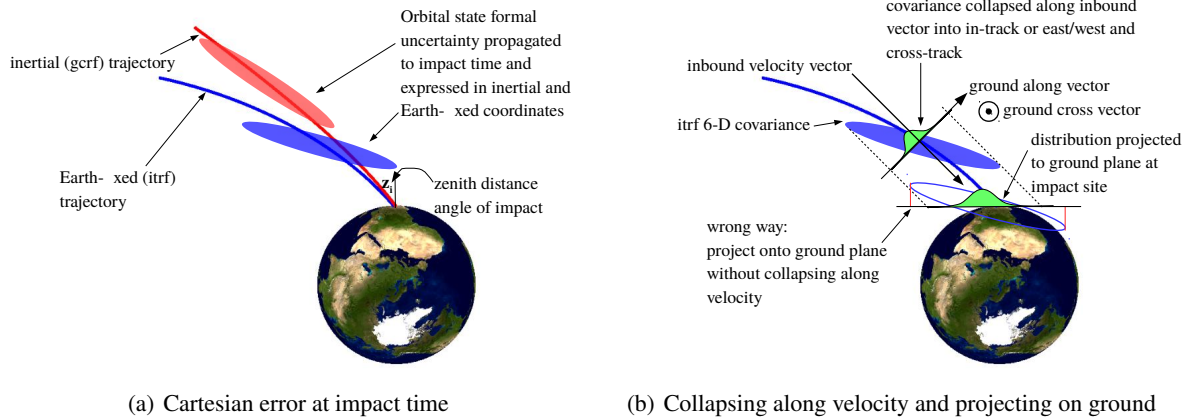 Orbital state formal
uncertainty propagated
to impact time and
expressed in inertial and
Earth- xed coordinates
inertial (gcrf) trajectory
Earth- xed (itrf)
trajectory
z_i
zenith distance
angle of impact
(a) Cartesian error at impact time
covariance collapsed along inbound
vector into in-track or east/west and
cross-track
inbound velocity vector
ground along vector
ground cross vector
itrf 6-D covariance
distribution projected
to ground plane at
impact site
wrong way:
project onto ground plane
without collapsing along
velocity
(b) Collapsing along velocity and projecting on ground